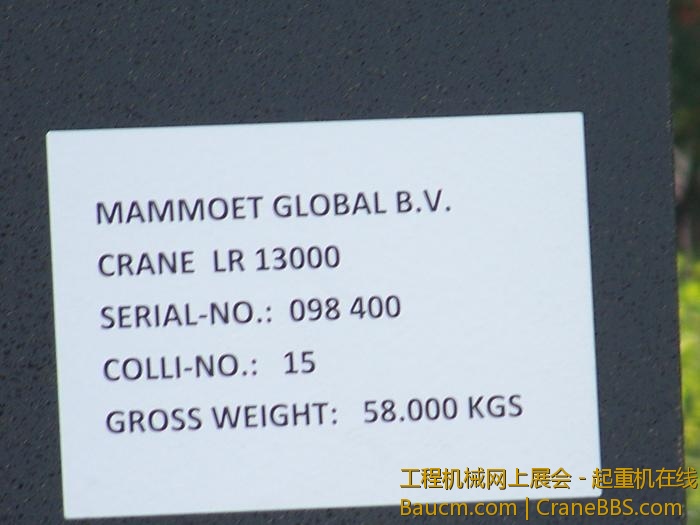 MAMMOET GLOBAL B.V.
CRANE LR 13000
SERIAL-NO.: 098 400
COLLI-NO.: 15
GROSS WEIGHT: 58.000 KGS
工程机械网上展会 - 起重机在线
Baucm.com | CraneBBS.com